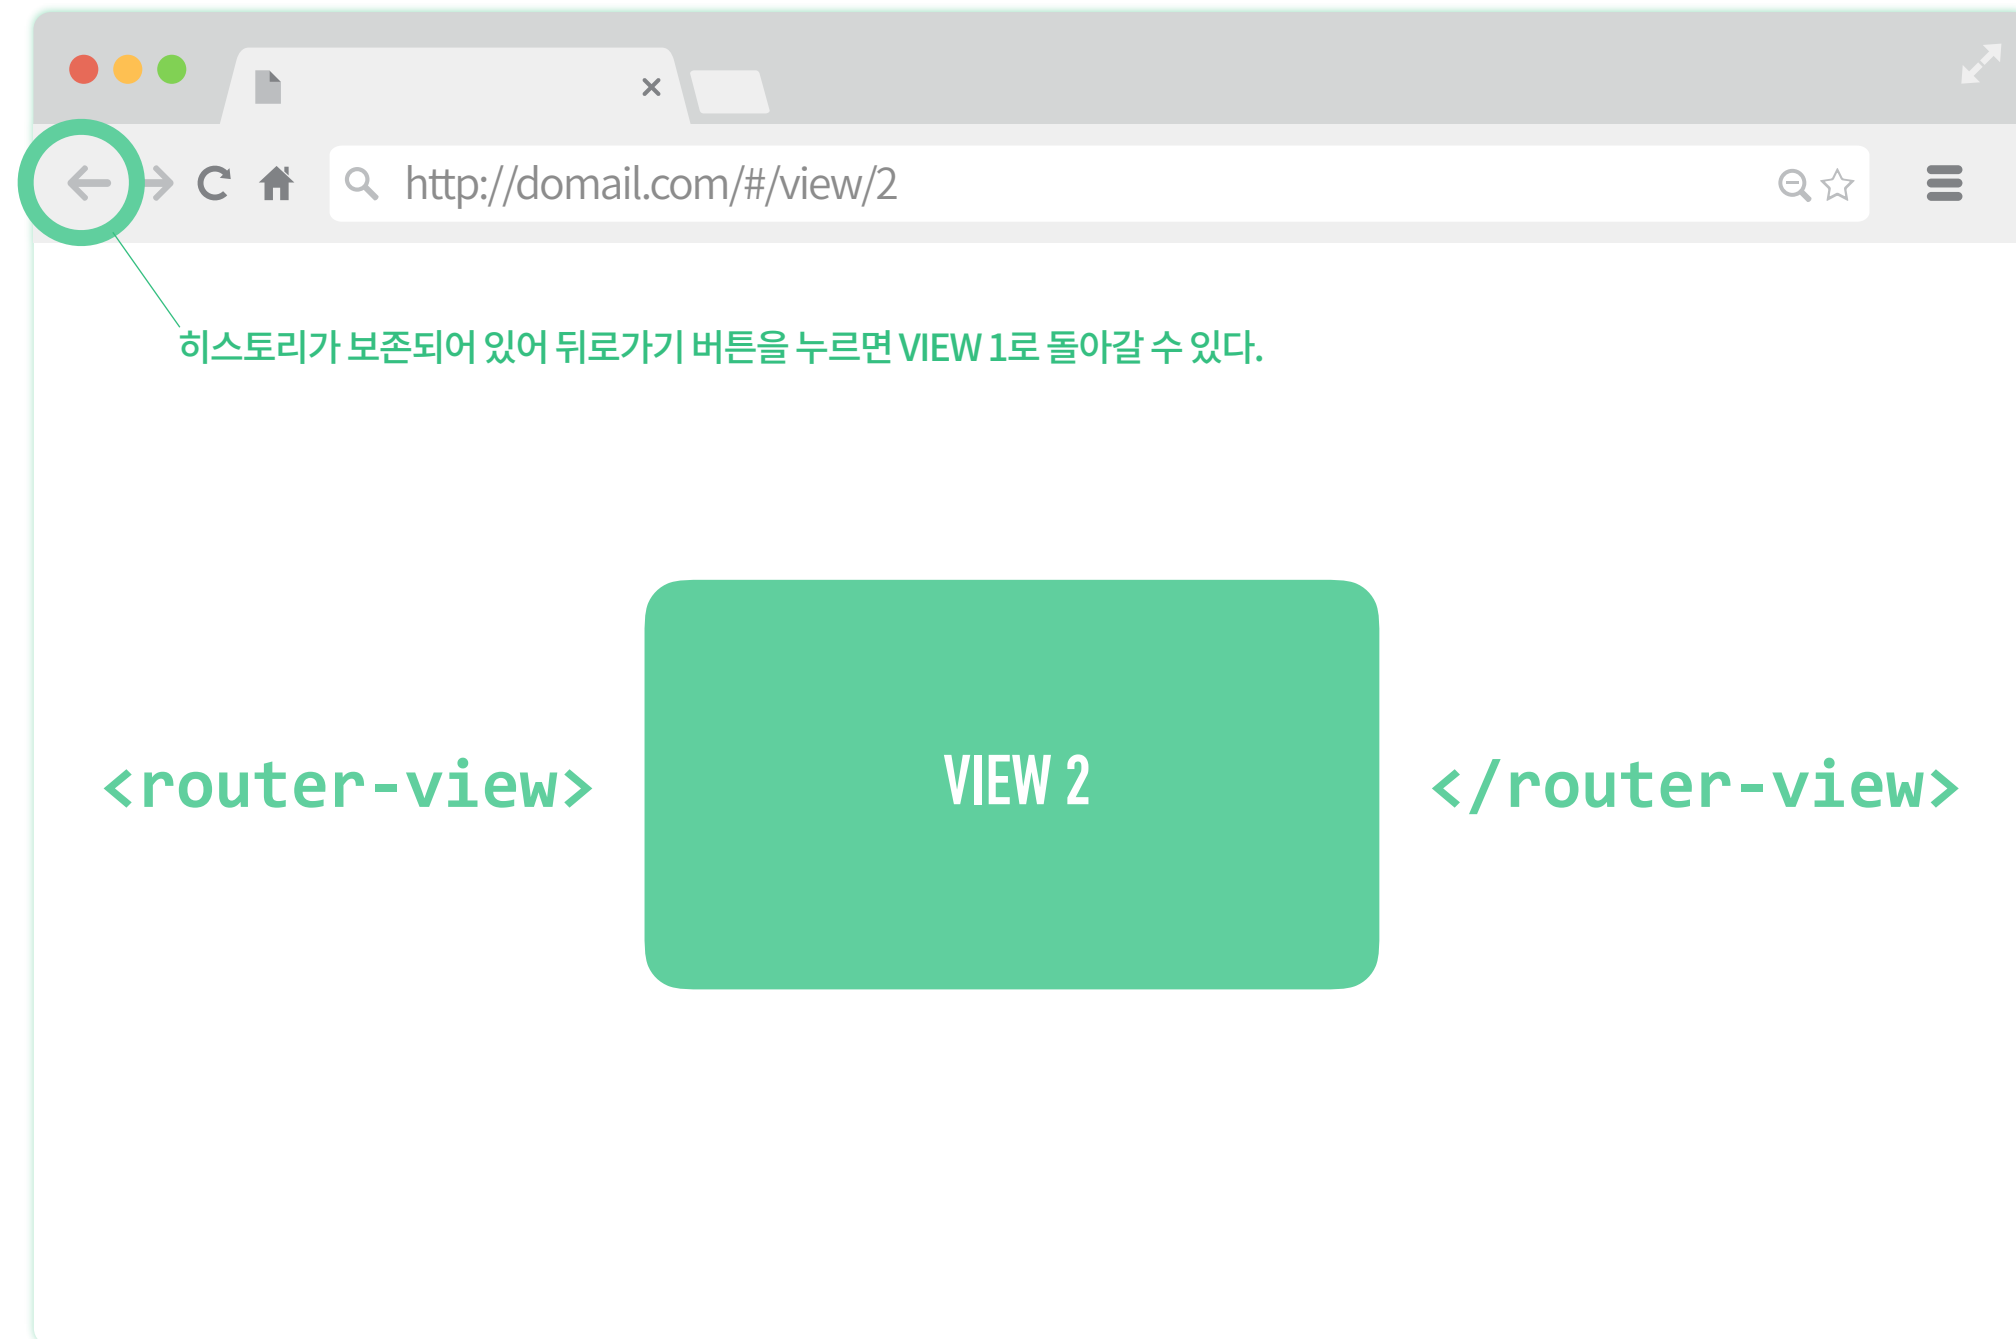 http://domail.com/#/view/2
히스토리가 보존되어 있어 뒤로가기 버튼을 누르면 VIEW 1로 돌아갈 수 있다.
<router-view> VIEW 2 </router-view>